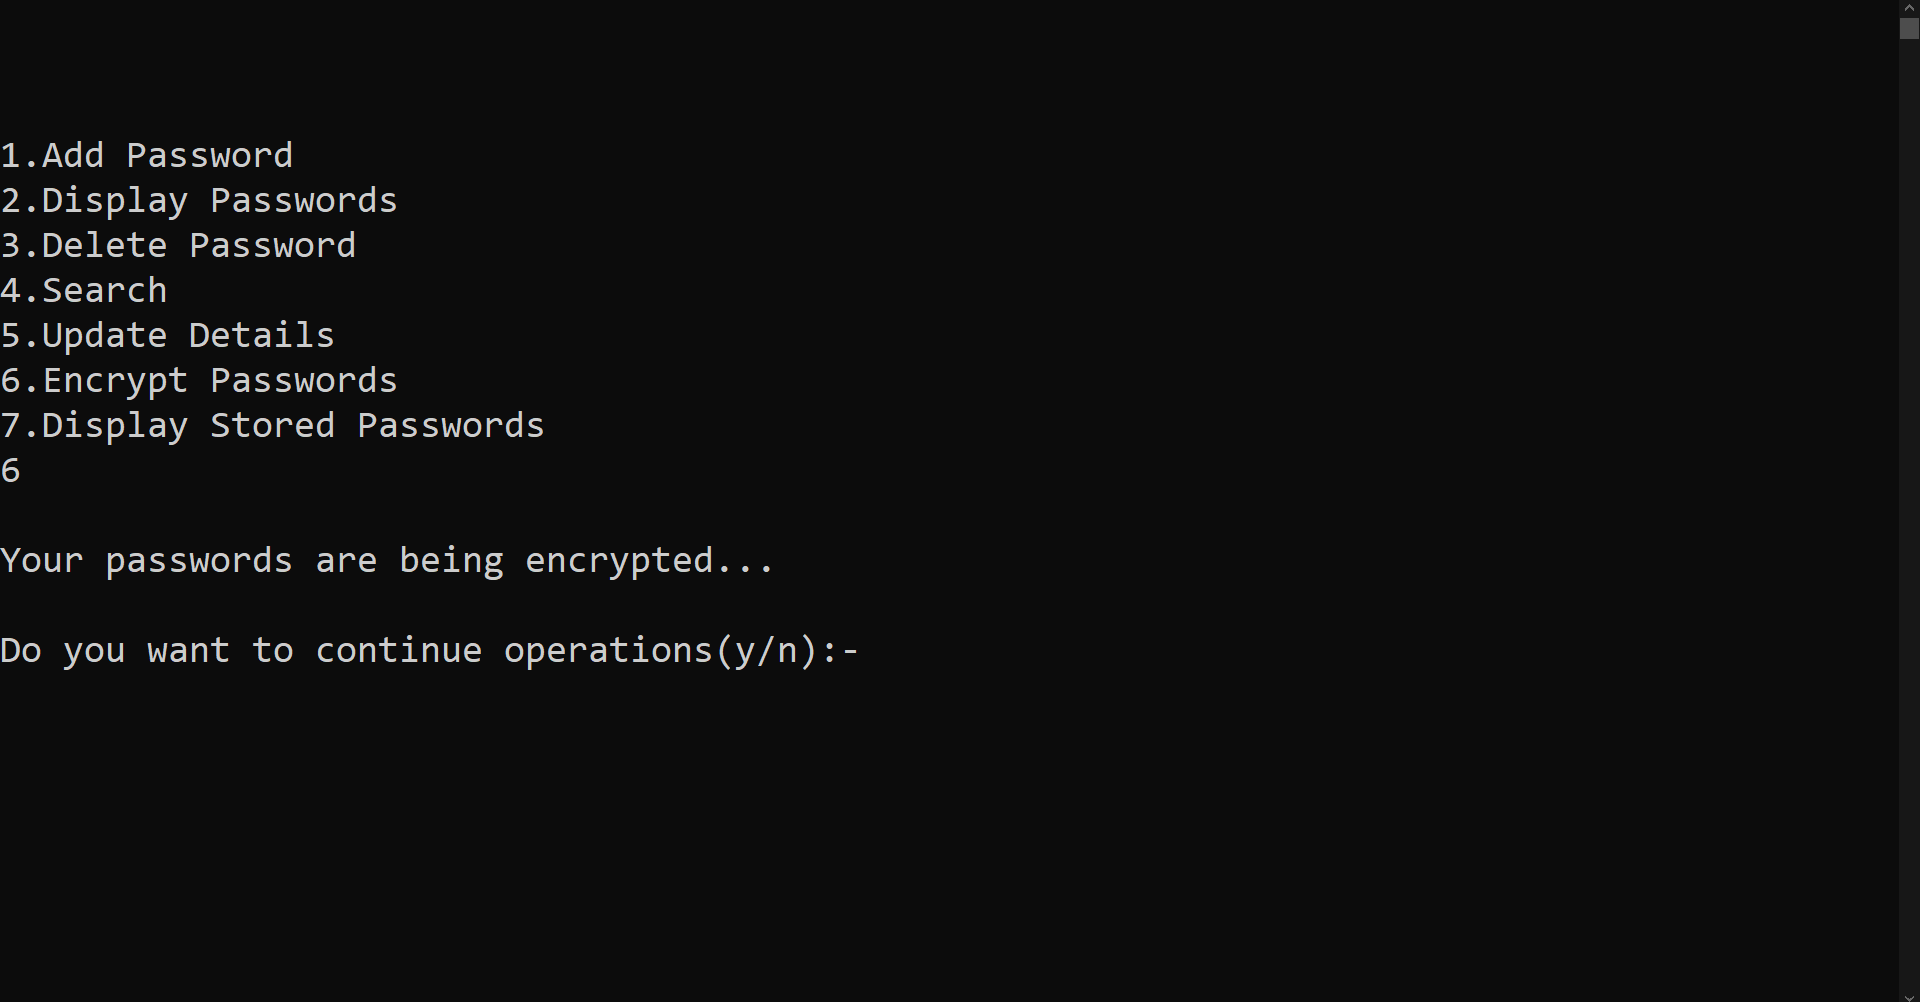 1.Add Password
2.Display Passwords
3.Delete Password
4.Search
5.Update Details
6.Encrypt Passwords
7.Display Stored Passwords
6
Your passwords are being encrypted...
Do you want to continue operations(y/n):-